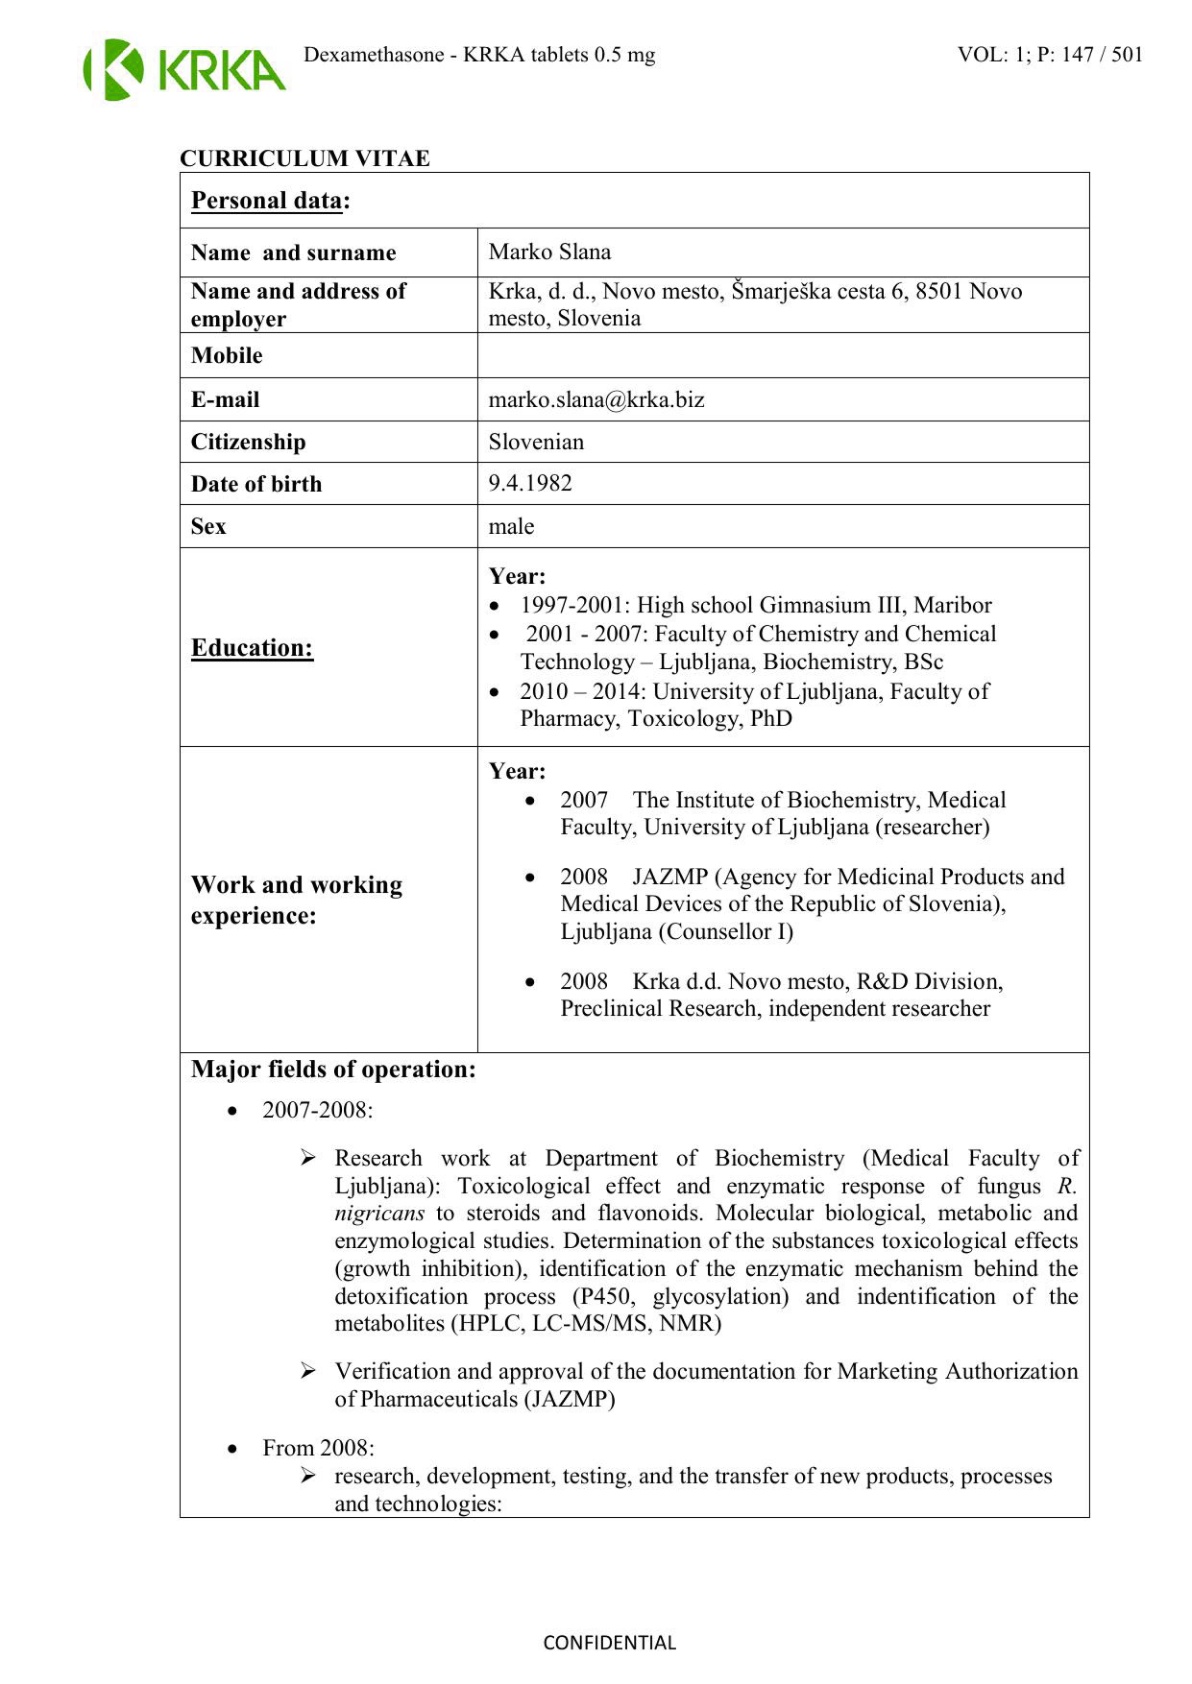 KRKA Dexamethasone - KRKA tablets 0.5 mg VOL: 1; P: 147 / 501
CURRICULUM VITAE
Personal data:
Name and surname Marko Slana
Name and address of Krka, d. d., Novo mesto, Šmarješka cesta 6, 8501 Novo
employer mesto, Slovenia
Mobile
E-mail marko.slana@krka.biz
Citizenship Slovenian
Date of birth 9.4.1982
Sex male
Education:
Year:
• 1997-2001: High school Gimnasium III, Maribor
• 2001 - 2007: Faculty of Chemistry and Chemical
Technology – Ljubljana, Biochemistry, BSc
• 2010 – 2014: University of Ljubljana, Faculty of
Pharmacy, Toxicology, PhD
Work and working
experience:
Year:
• 2007 The Institute of Biochemistry, Medical
Faculty, University of Ljubljana (researcher)
• 2008 JAZMP (Agency for Medicinal Products and
Medical Devices of the Republic of Slovenia),
Ljubljana (Counsellor I)
• 2008 Krka d.d. Novo mesto, R&D Division,
Preclinical Research, independent researcher
Major fields of operation:
• 2007-2008:
➢ Research work at Department of Biochemistry (Medical Faculty of
Ljubljana): Toxicological effect and enzymatic response of fungus R.
nigricans to steroids and flavonoids. Molecular biological, metabolic and
enzymological studies. Determination of the substances toxicological effects
(growth inhibition), identification of the enzymatic mechanism behind the
detoxification process (P450, glycosylation) and indentification of the
metabolites (HPLC, LC-MS/MS, NMR)
➢ Verification and approval of the documentation for Marketing Authorization
of Pharmaceuticals (JAZMP)
• From 2008:
➢ research, development, testing, and the transfer of new products, processes
and technologies:
CONFIDENTIAL